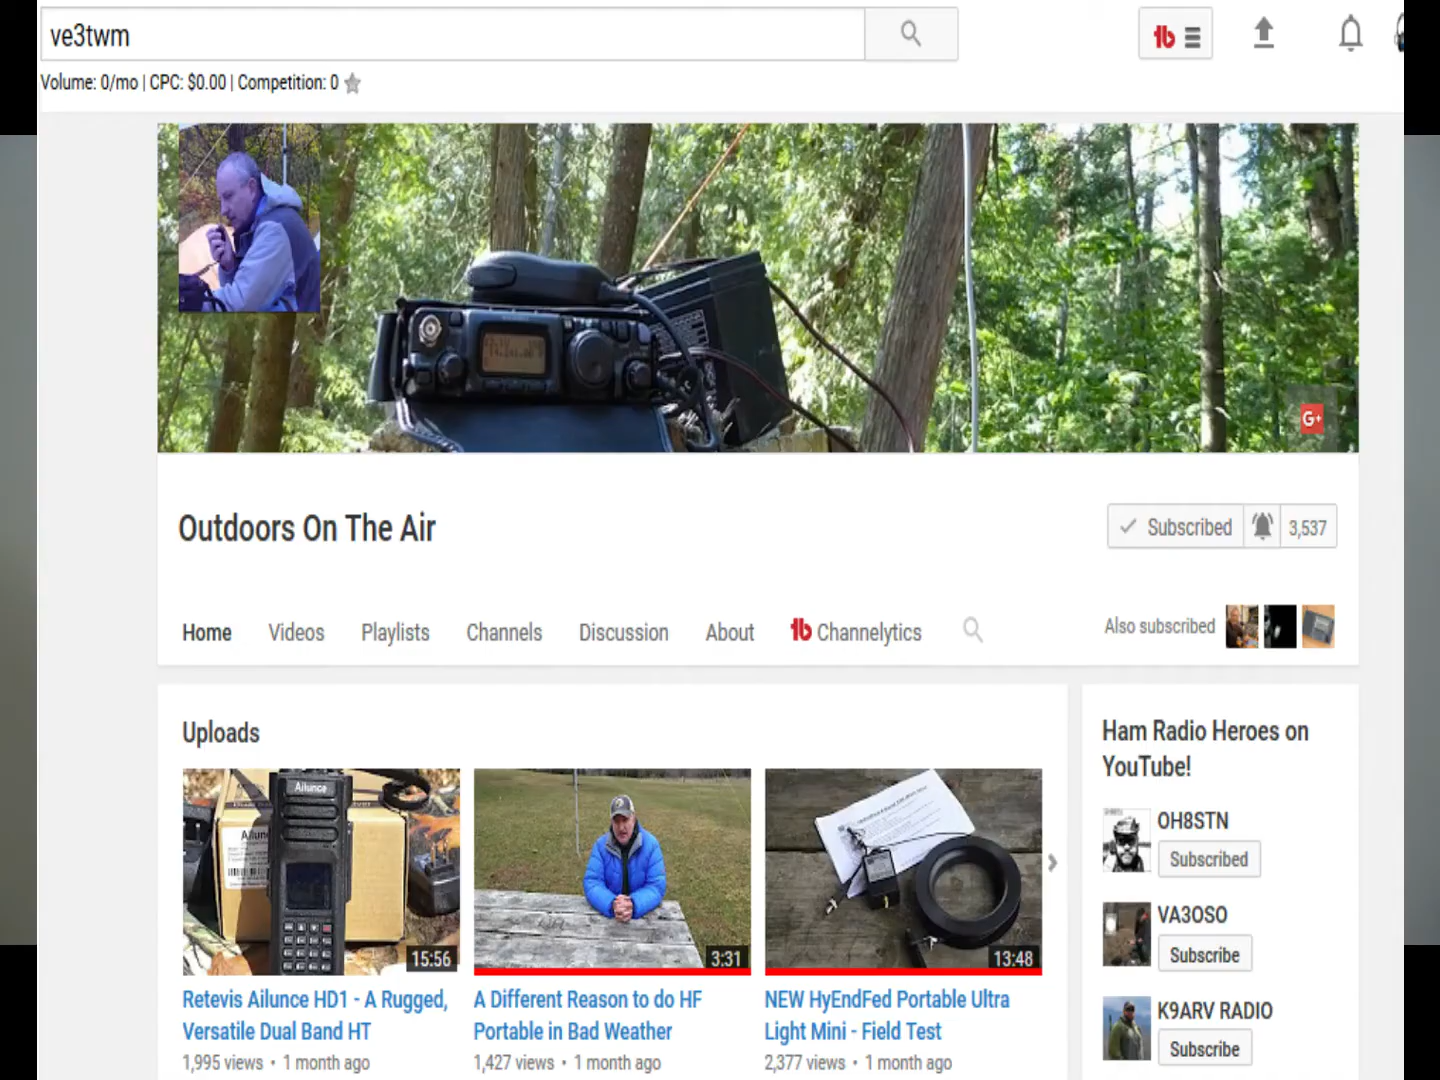 ve3twm
Volume: 0/mo | CPC: $0.00 | Competition: 0
G+
Outdoors On The Air
Subscribed 3,537
Home Videos Playlists Channels Discussion About Channelytics
Also subscribed
Uploads
Ham Radio Heroes on
YouTube!
Ailunce
15:56
3:31
13:48
Retevis Ailunce HD1 - A Rugged,
Versatile Dual Band HT
1,995 views • 1 month ago
A Different Reason to do HF
Portable in Bad Weather
1,427 views • 1 month ago
NEW HyEndFed Portable Ultra
Light Mini - Field Test
2,377 views • 1 month ago
OH8STN
Subscribed
VA3OSO
Subscribe
K9ARV RADIO
Subscribe